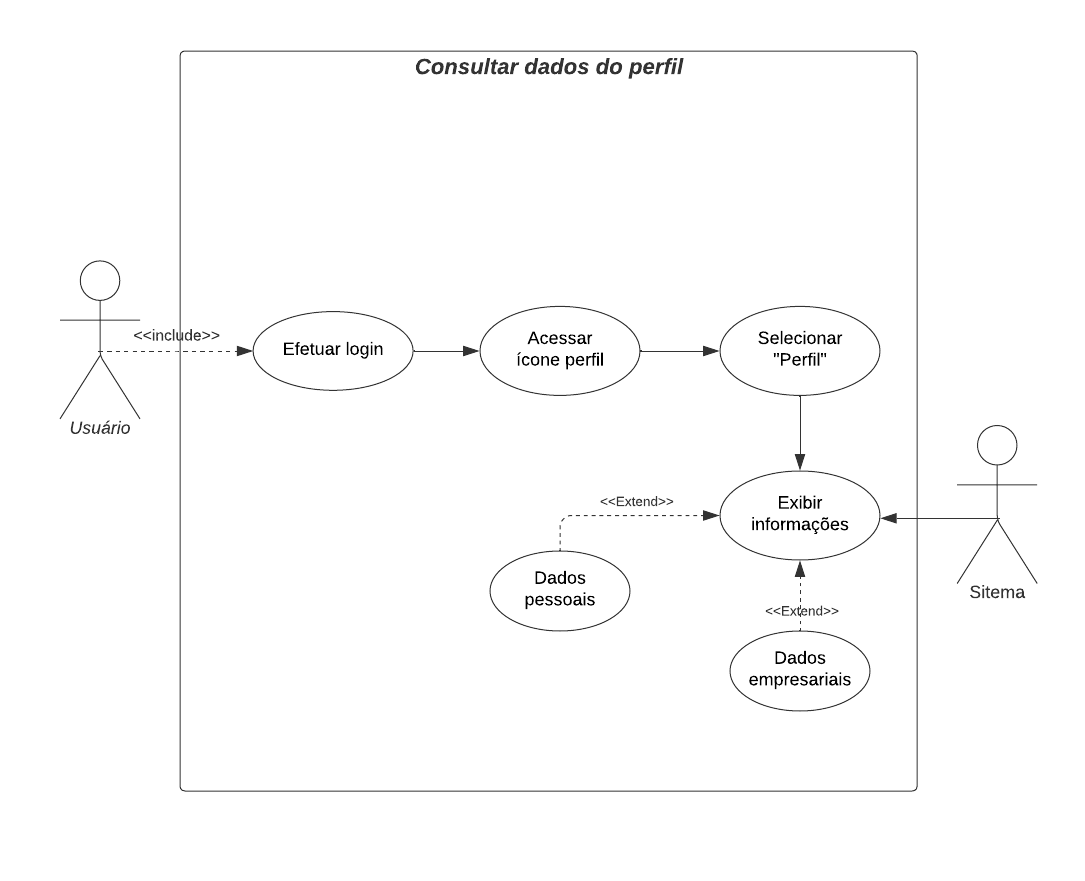 Consultar dados do perfil
<<include>>
Usuário
Efetuar login
Acessar
ícone perfil
Selecionar
"Perfil"
Exibir
informações
<<Extend>>
Dados
pessoais
<<Extend>>
Dados
empresariais
Sitema